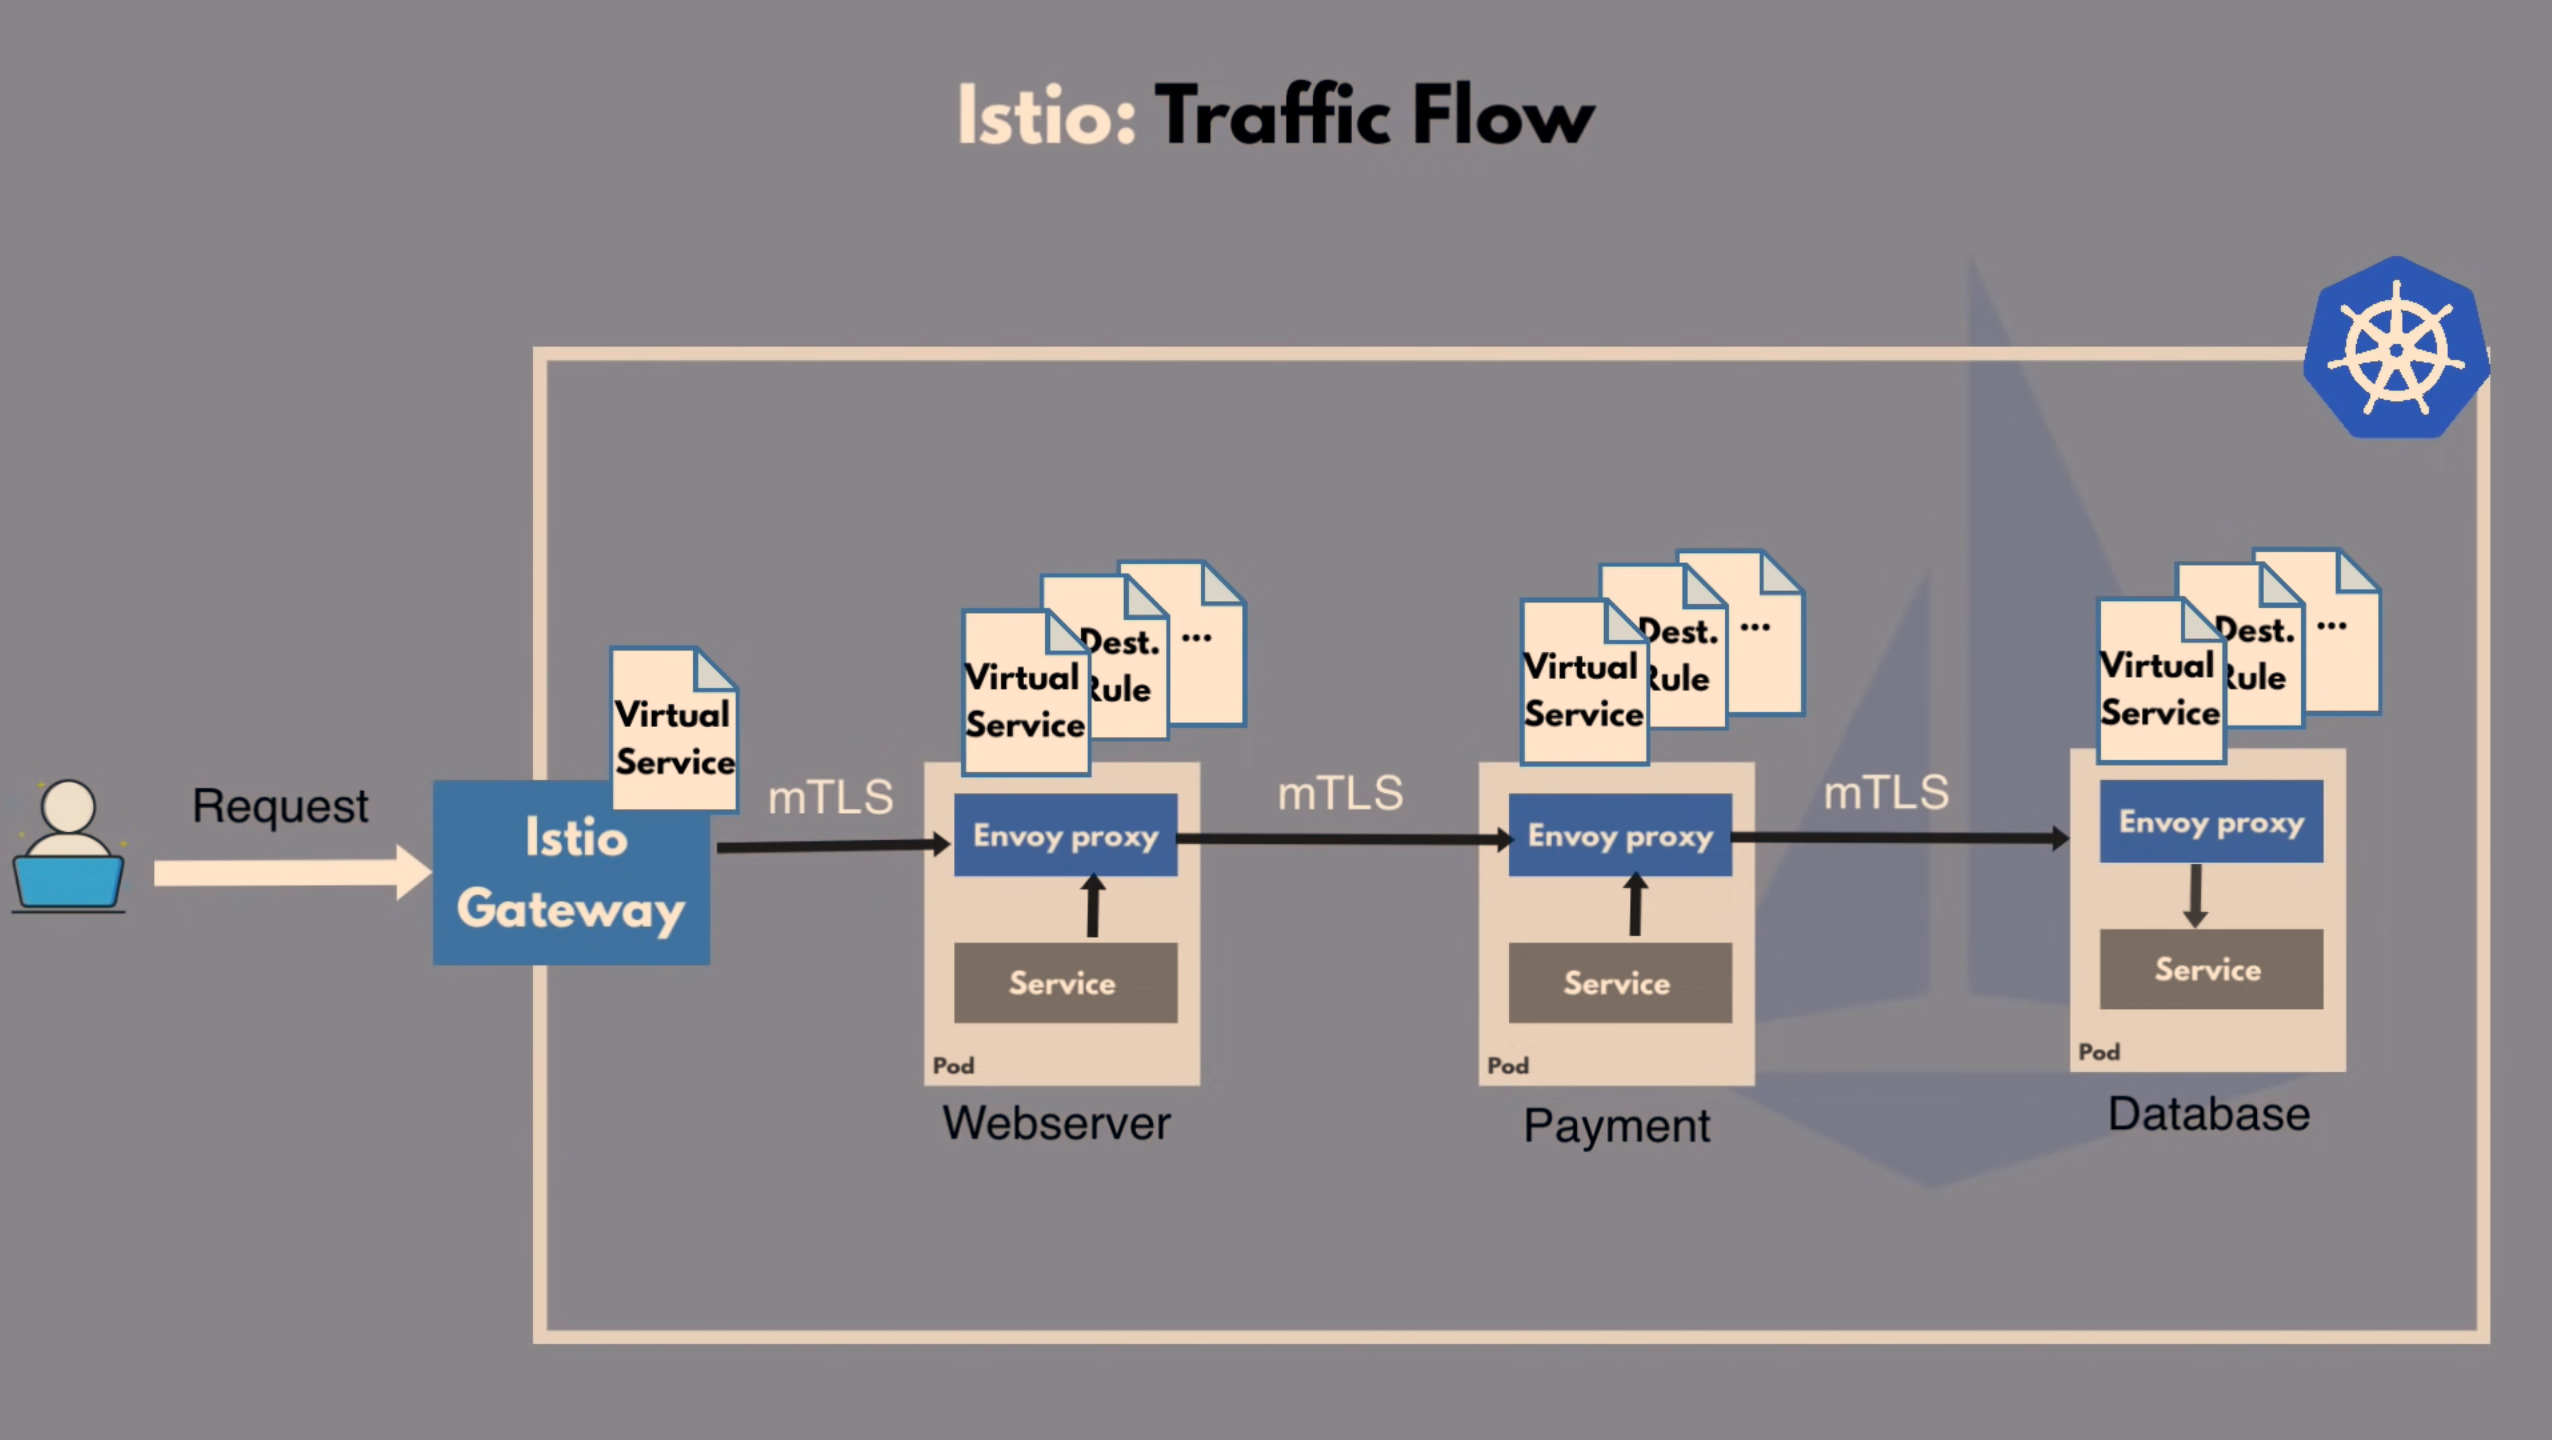 Istio: Traffic Flow
Request
Istio
Gateway
Virtual
Service
mTLS
Virtual
Service
Dest.
Rule
...
Envoy proxy
Service
Pod
Webserver
mTLS
Virtual
Service
Dest.
Rule
...
Envoy proxy
Service
Pod
Payment
mTLS
Virtual
Service
Dest.
Rule
...
Envoy proxy
Service
Pod
Database